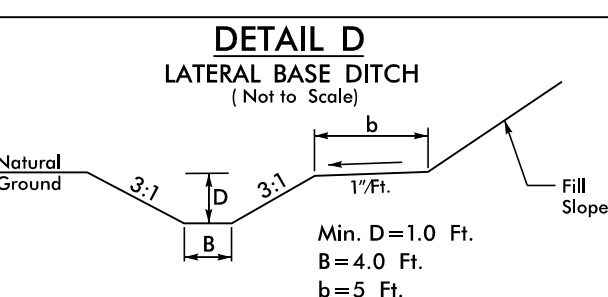 DETAIL D
LATERAL BASE DITCH
( Not to Scale)
b
Natural
Ground
3:1
D
3:1
1"/Ft.
Fill
Slope
B
Min. D=1.0 Ft.
B=4.0 Ft.
b=5 Ft.